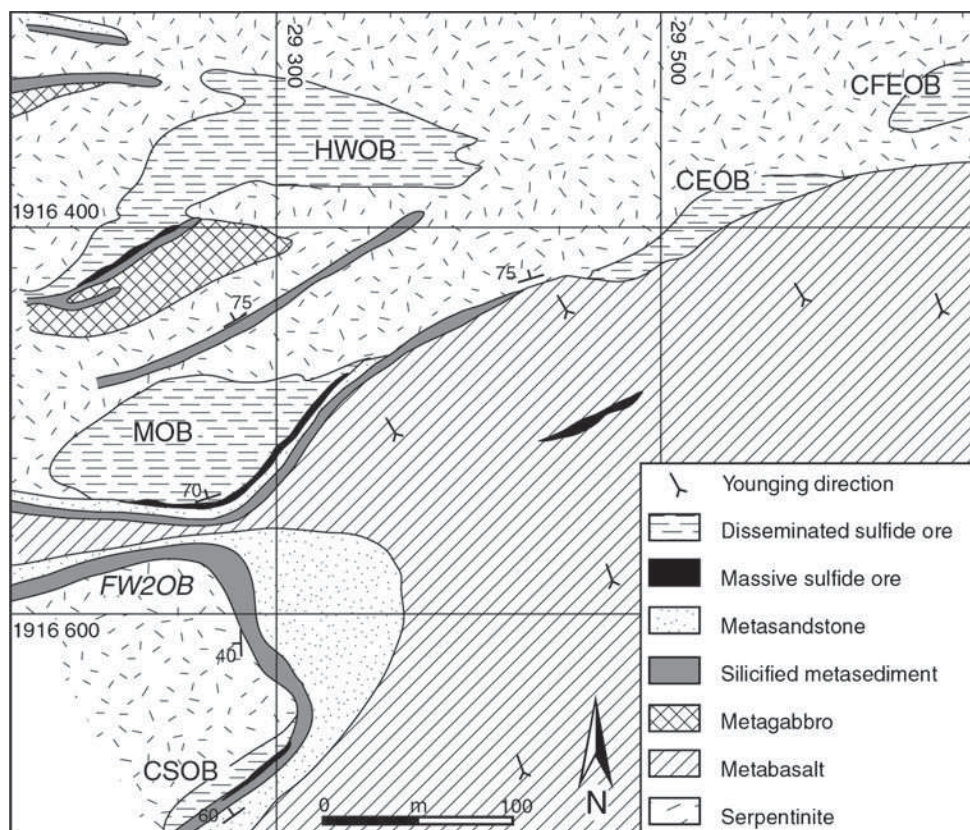 -29 300
-29 500
CFEOB
HWOB
CEOB
1916 400
75
75
MOB
70
FW2OB
1916 600
40
CSOB
60
0 m 100
N
Younging direction
Disseminated sulfide ore
Massive sulfide ore
Metasandstone
Silicified metasediment
Metagabbro
Metabasalt
Serpentinite